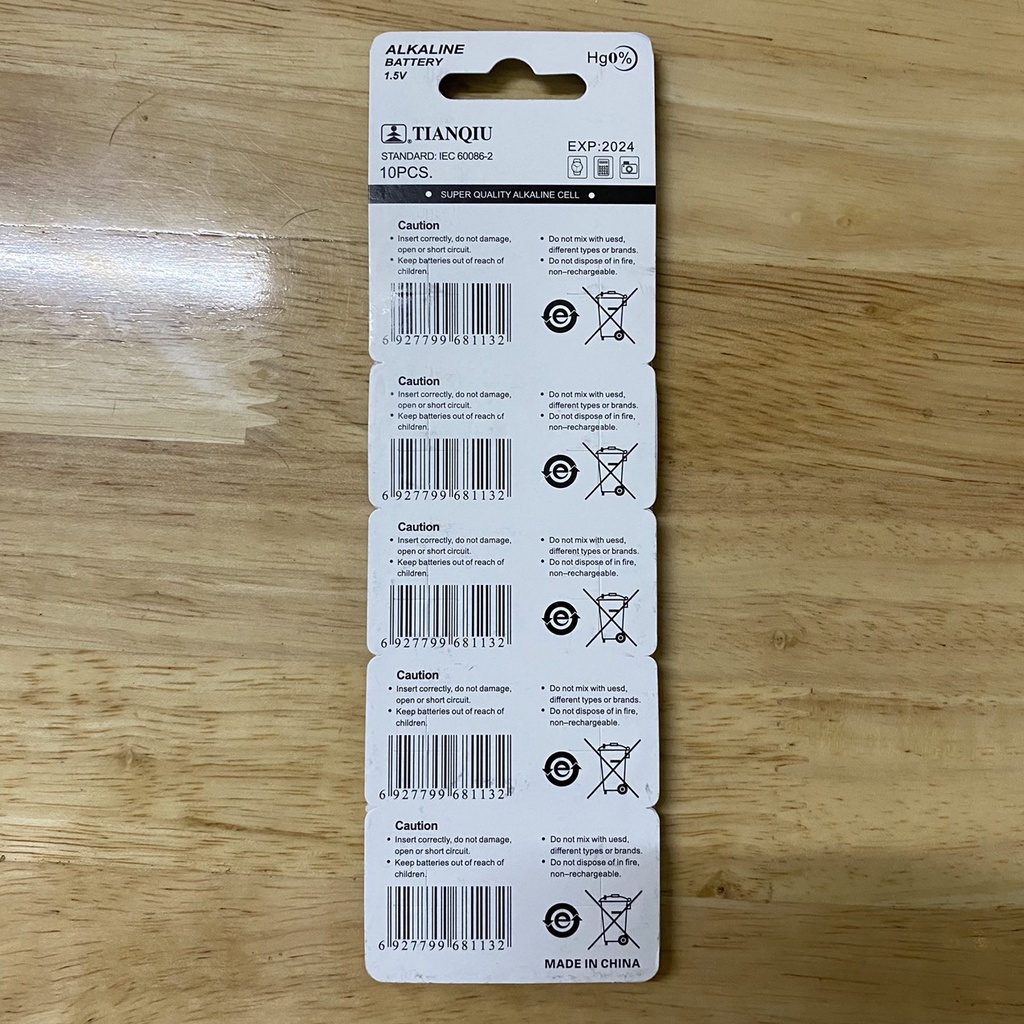 ALKALINE
BATTERY
1.5V
Hg0%
TIANQIU
STANDARD: IEC 60086-2
10PCS.
EXP:2024
• SUPER QUALITY ALKALINE CELL •
Caution
• Insert correctly, do not damage,
open or short circuit.
• Keep batteries out of reach of
children.
• Do not mix with uesd,
different types or brands.
• Do not dispose of in fire,
non–rechargeable.
6 927799 681132
e
Caution
• Insert correctly, do not damage,
open or short circuit.
• Keep batteries out of reach of
children.
• Do not mix with uesd,
different types or brands.
• Do not dispose of in fire,
non–rechargeable.
6 927799 681132
e
Caution
• Insert correctly, do not damage,
open or short circuit.
• Keep batteries out of reach of
children.
• Do not mix with uesd,
different types or brands.
• Do not dispose of in fire,
non–rechargeable.
6 927799 681132
e
Caution
• Insert correctly, do not damage,
open or short circuit.
• Keep batteries out of reach of
children.
• Do not mix with uesd,
different types or brands.
• Do not dispose of in fire,
non–rechargeable.
6 927799 681132
e
Caution
• Insert correctly, do not damage,
open or short circuit.
• Keep batteries out of reach of
children.
• Do not mix with uesd,
different types or brands.
• Do not dispose of in fire,
non–rechargeable.
6 927799 681132
e
MADE IN CHINA